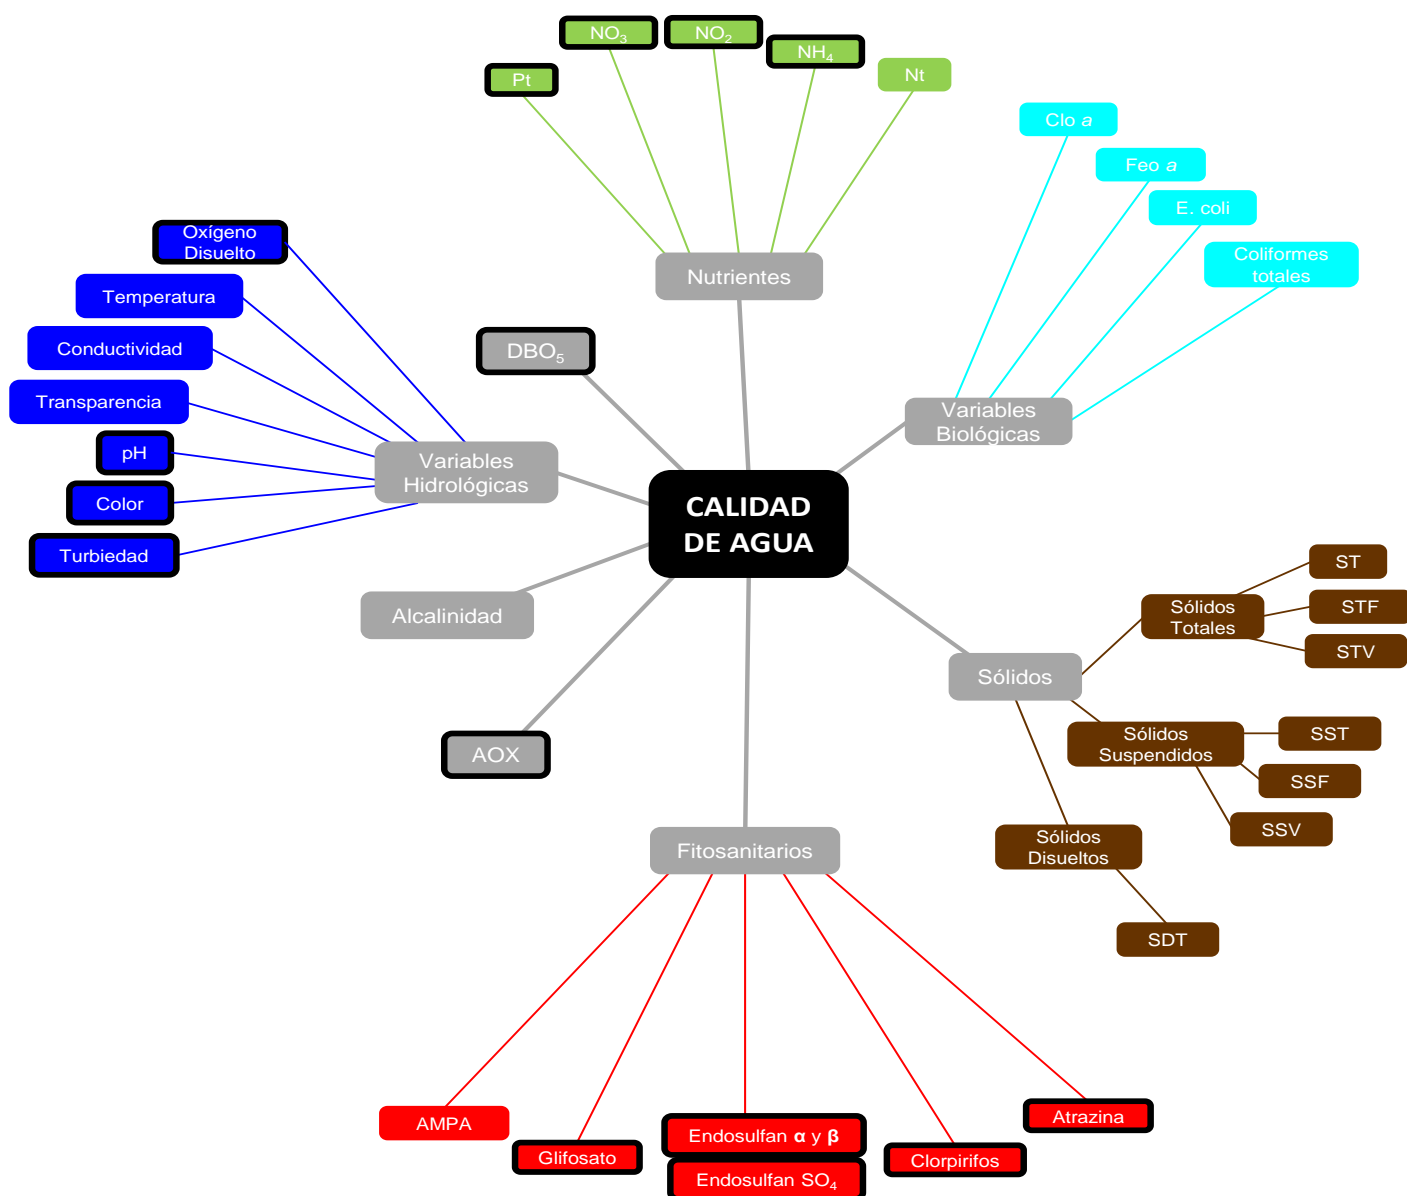 NO₃
NO₂
NH₄
Pt
Nt
Clo a
Feo a
E. coli
Coliformes
totales
Oxígeno
Disuelto
Temperatura
Conductividad
Transparencia
pH
Color
Turbiedad
Nutrientes
DBO₅
Variables
Biológicas
Variables
Hidrológicas
CALIDAD
DE AGUA
Alcalinidad
AOX
Sólidos
Sólidos
Totales
ST
STF
STV
Sólidos
Suspendidos
SST
SSF
SSV
Sólidos
Disueltos
SDT
Fitosanitarios
AMPA
Glifosato
Endosulfan α y β
Endosulfan SO₄
Clorpirifos
Atrazina